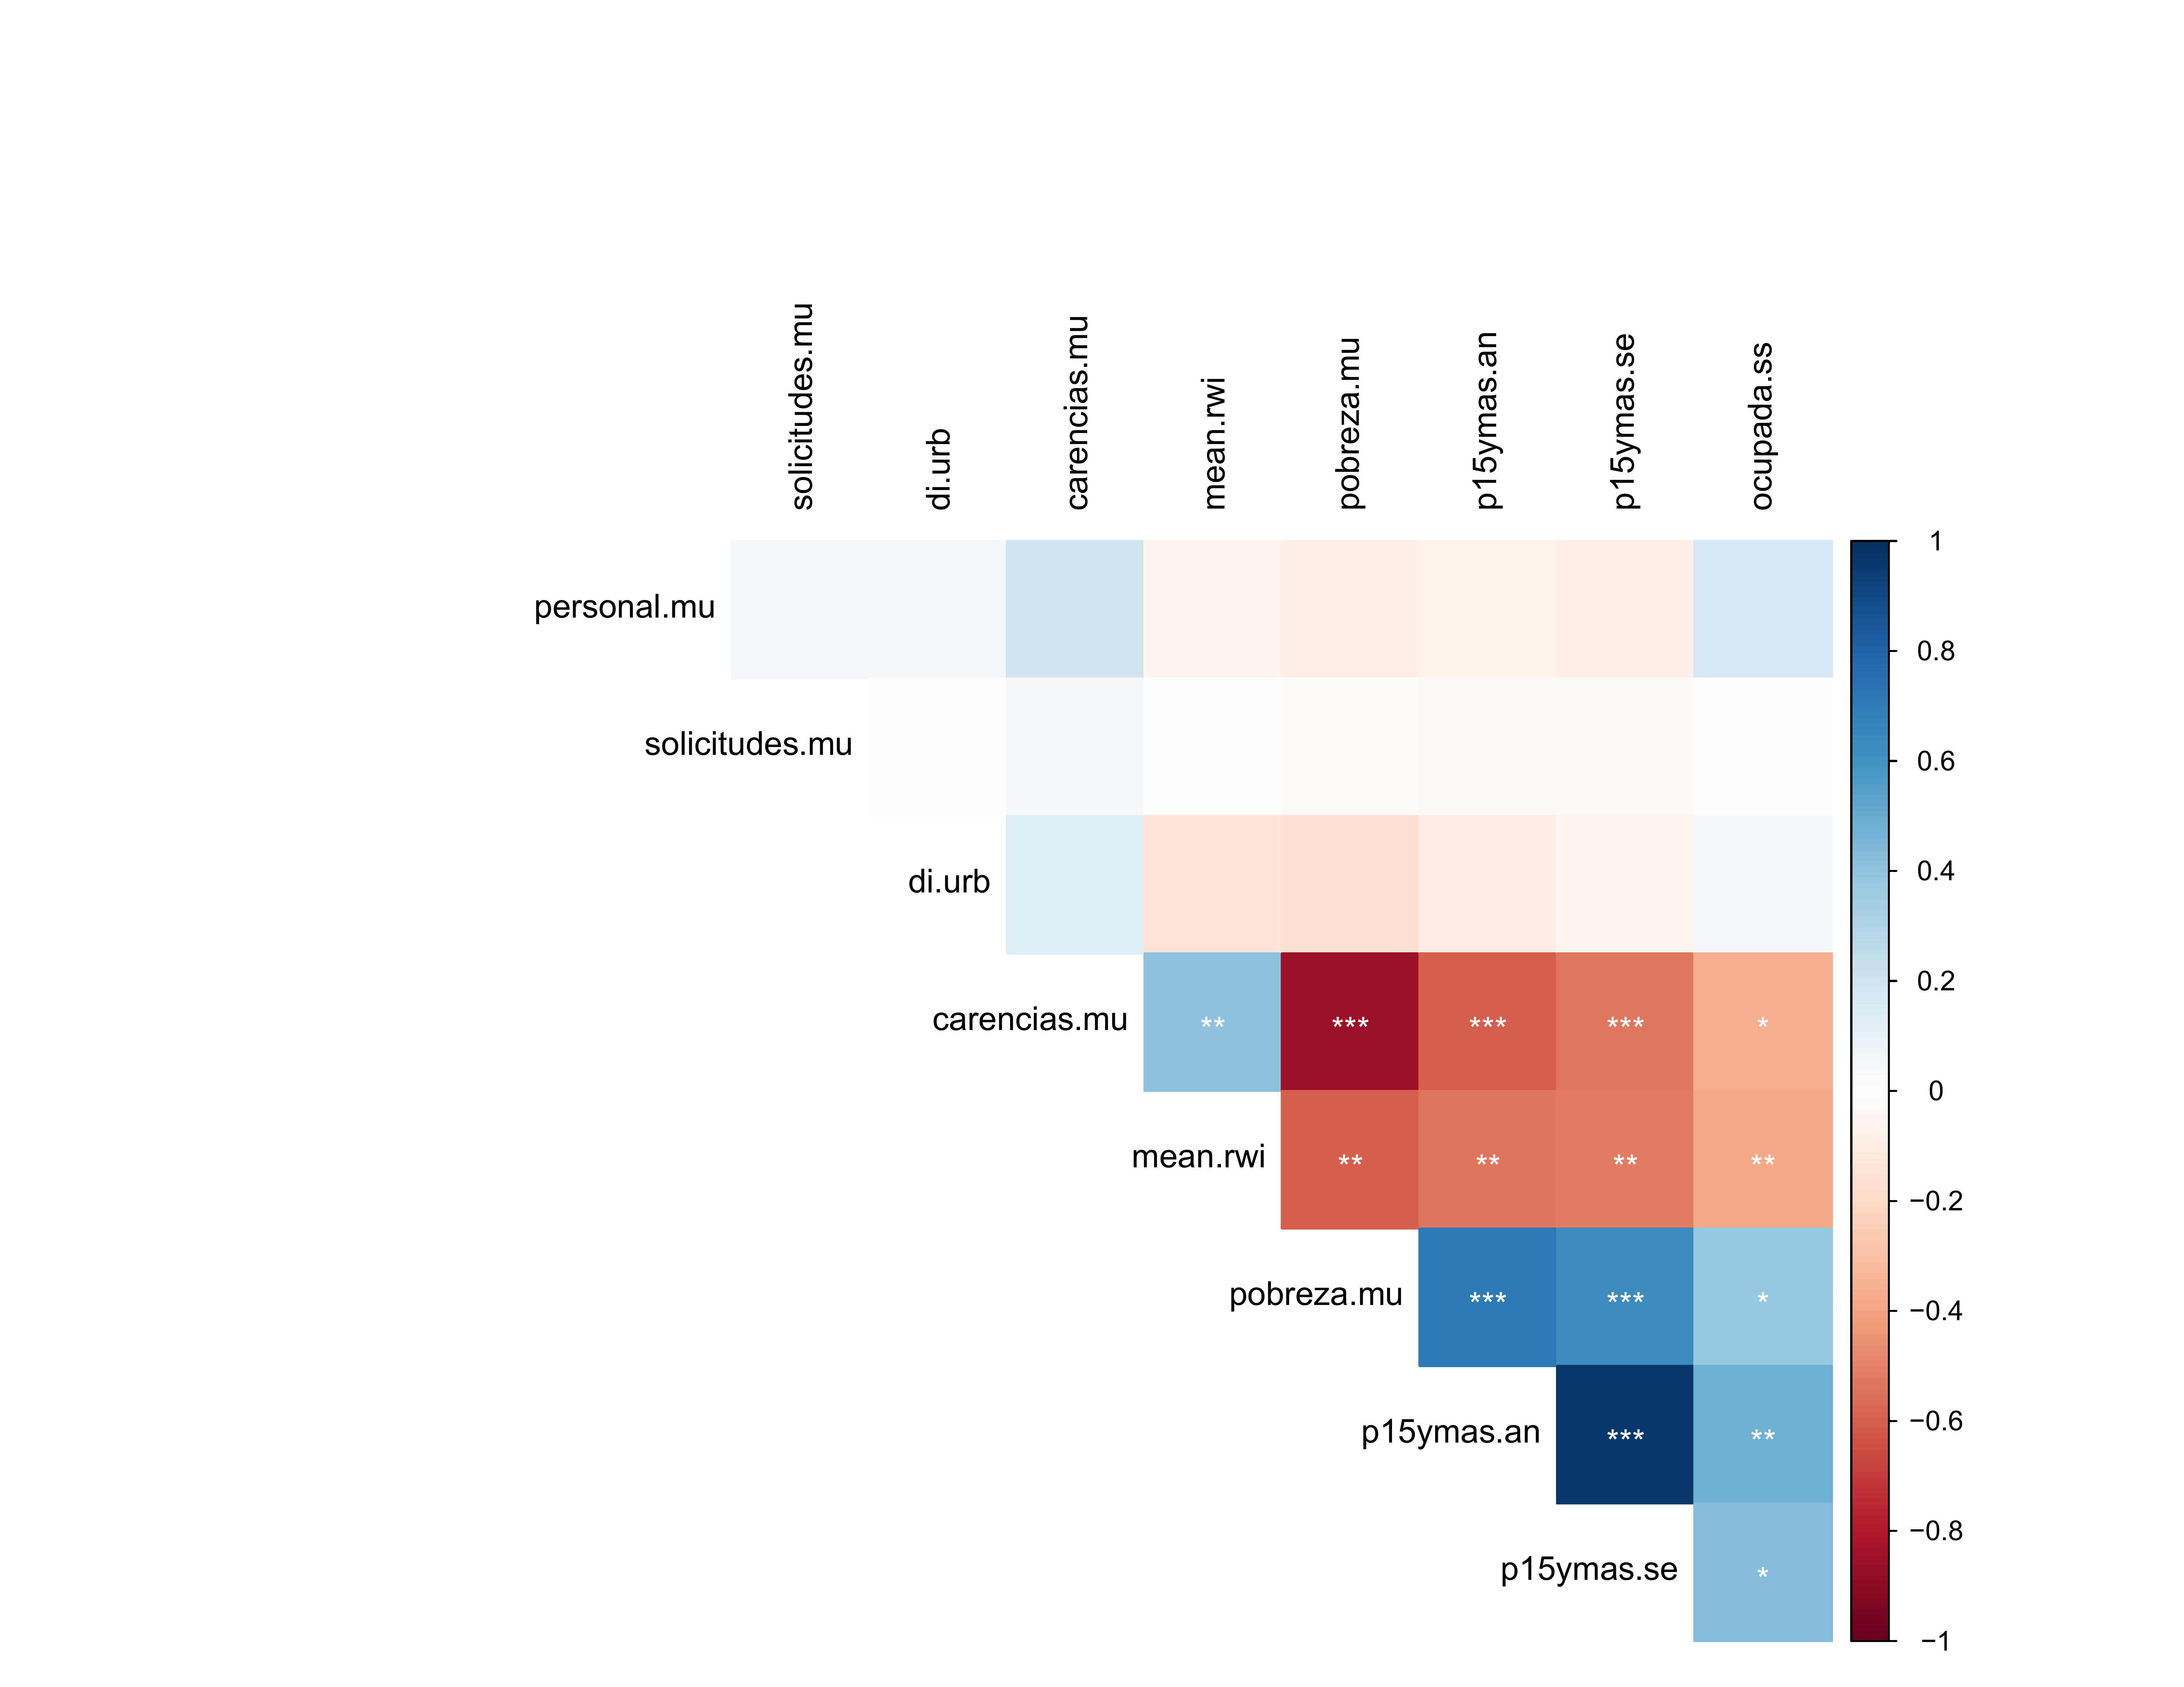 solicitudes.mu
di.urb
carencias.mu
mean.rwi
pobreza.mu
p15ymas.an
p15ymas.se
ocupada.ss
1
personal.mu
0.8
solicitudes.mu
0.6
di.urb
0.4
0.2
carencias.mu
** *** *** *** *
0
mean.rwi
** ** ** **
−0.2
pobreza.mu
*** *** *
−0.4
p15ymas.an
*** **
−0.6
−0.8
p15ymas.se
*
−1